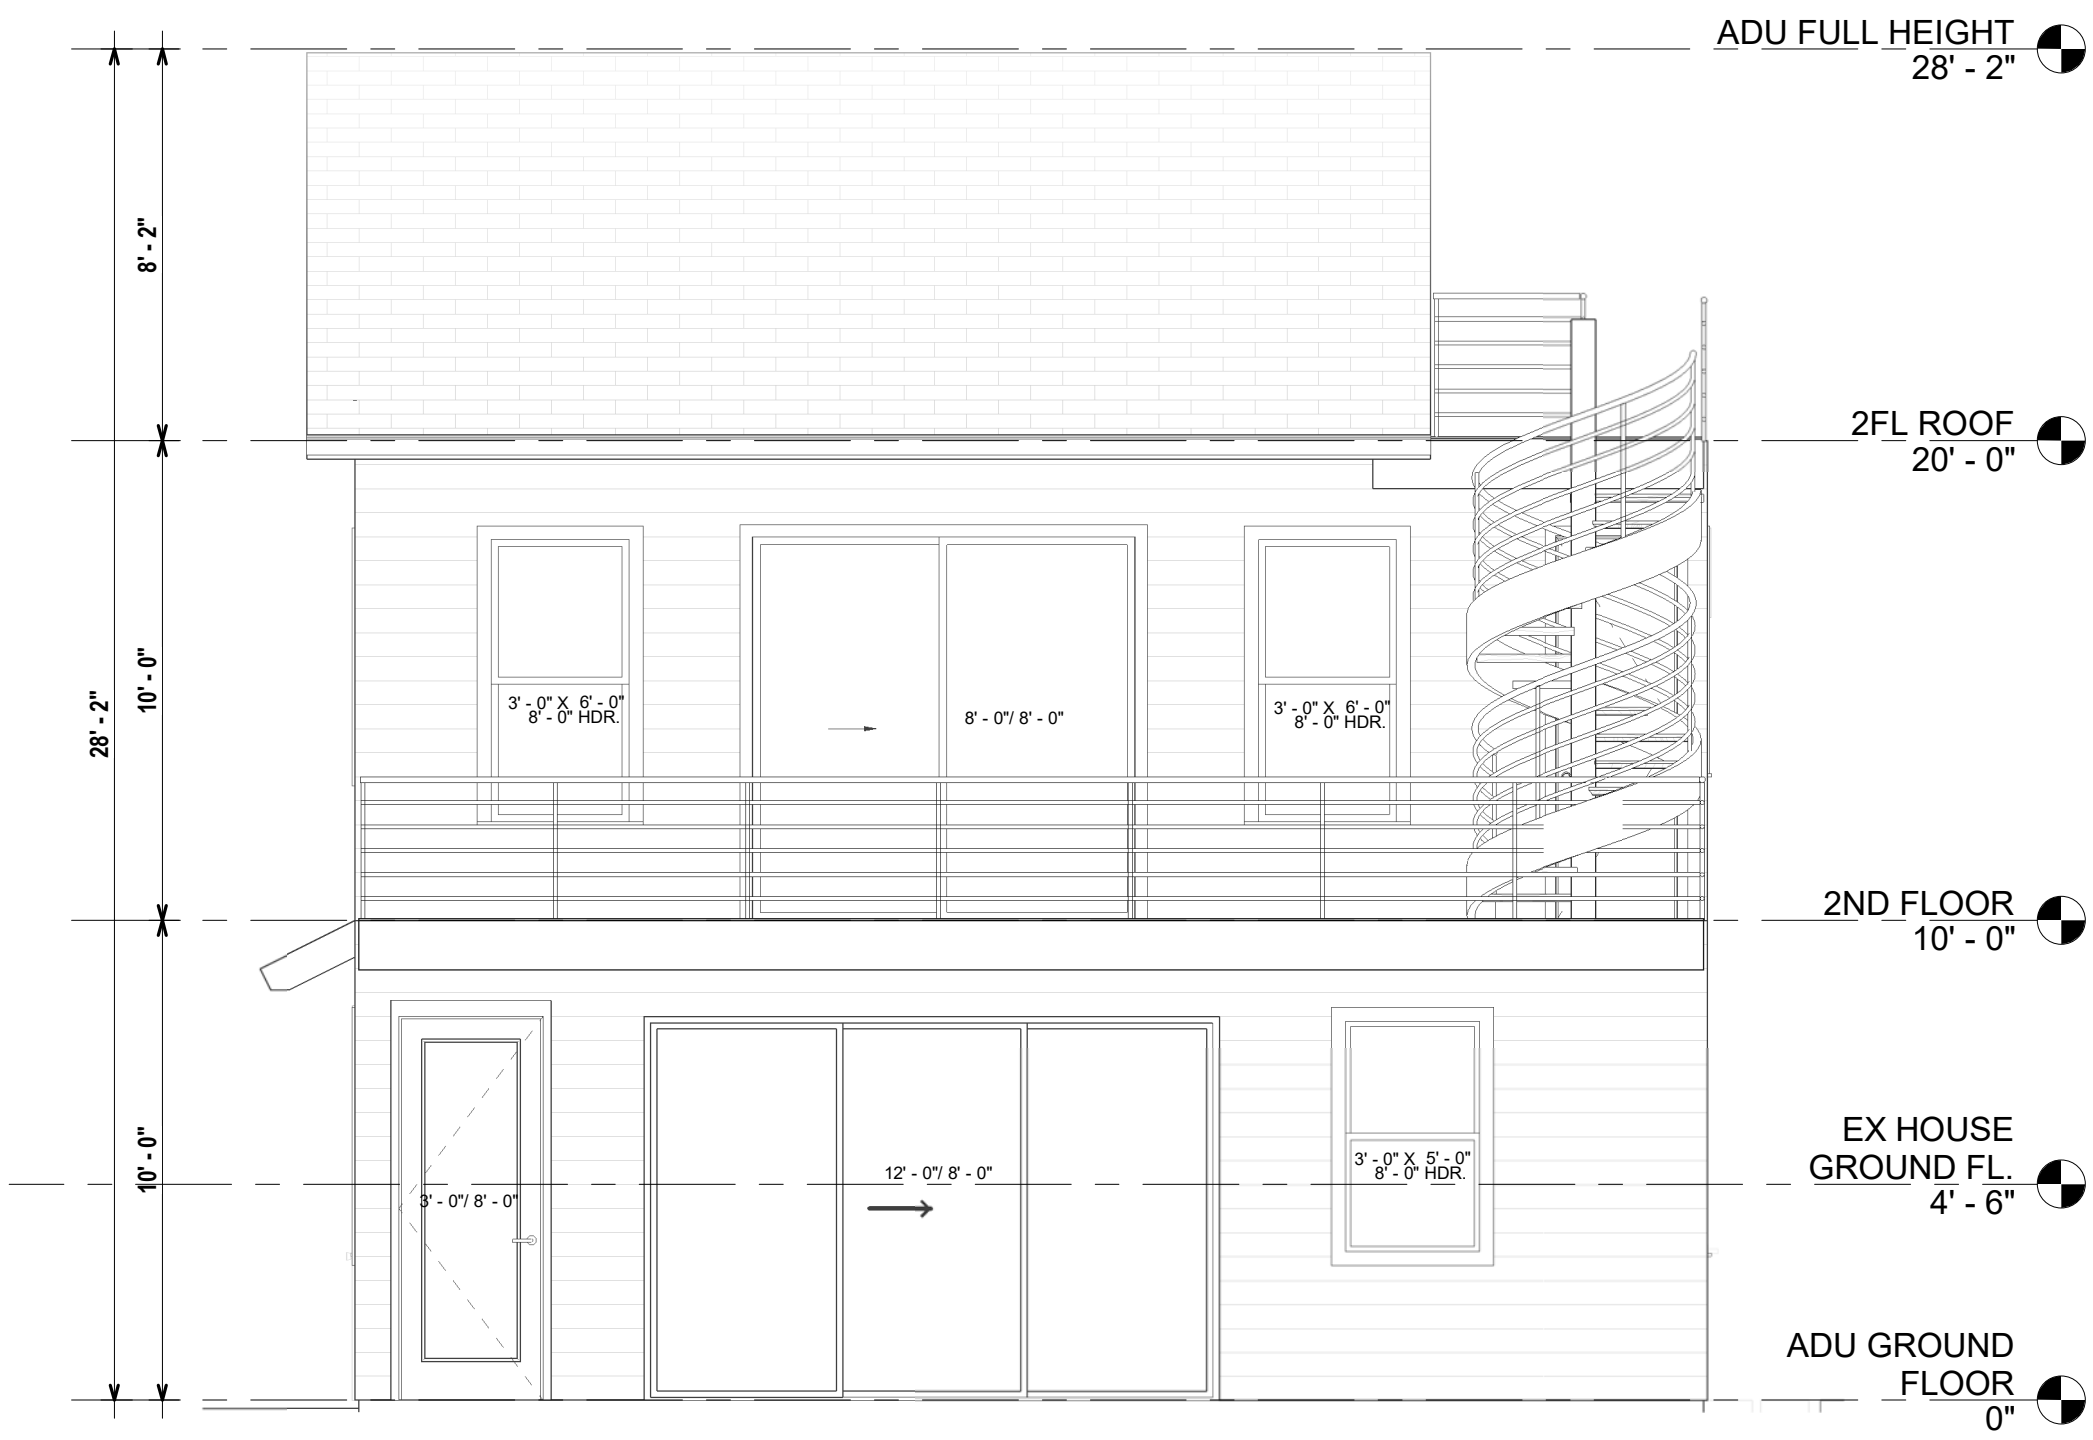 ADU FULL HEIGHT
28' - 2"
8' - 2"
2FL ROOF
20' - 0"
10' - 0"
28' - 2"
3' - 0" X 6' - 0"
8' - 0" HDR.
8' - 0"/ 8' - 0"
3' - 0" X 6' - 0"
8' - 0" HDR.
2ND FLOOR
10' - 0"
10' - 0"
3' - 0"/ 8' - 0"
12' - 0"/ 8' - 0"
3' - 0" X 5' - 0"
8' - 0" HDR.
EX HOUSE
GROUND FL.
4' - 6"
ADU GROUND
FLOOR
0"